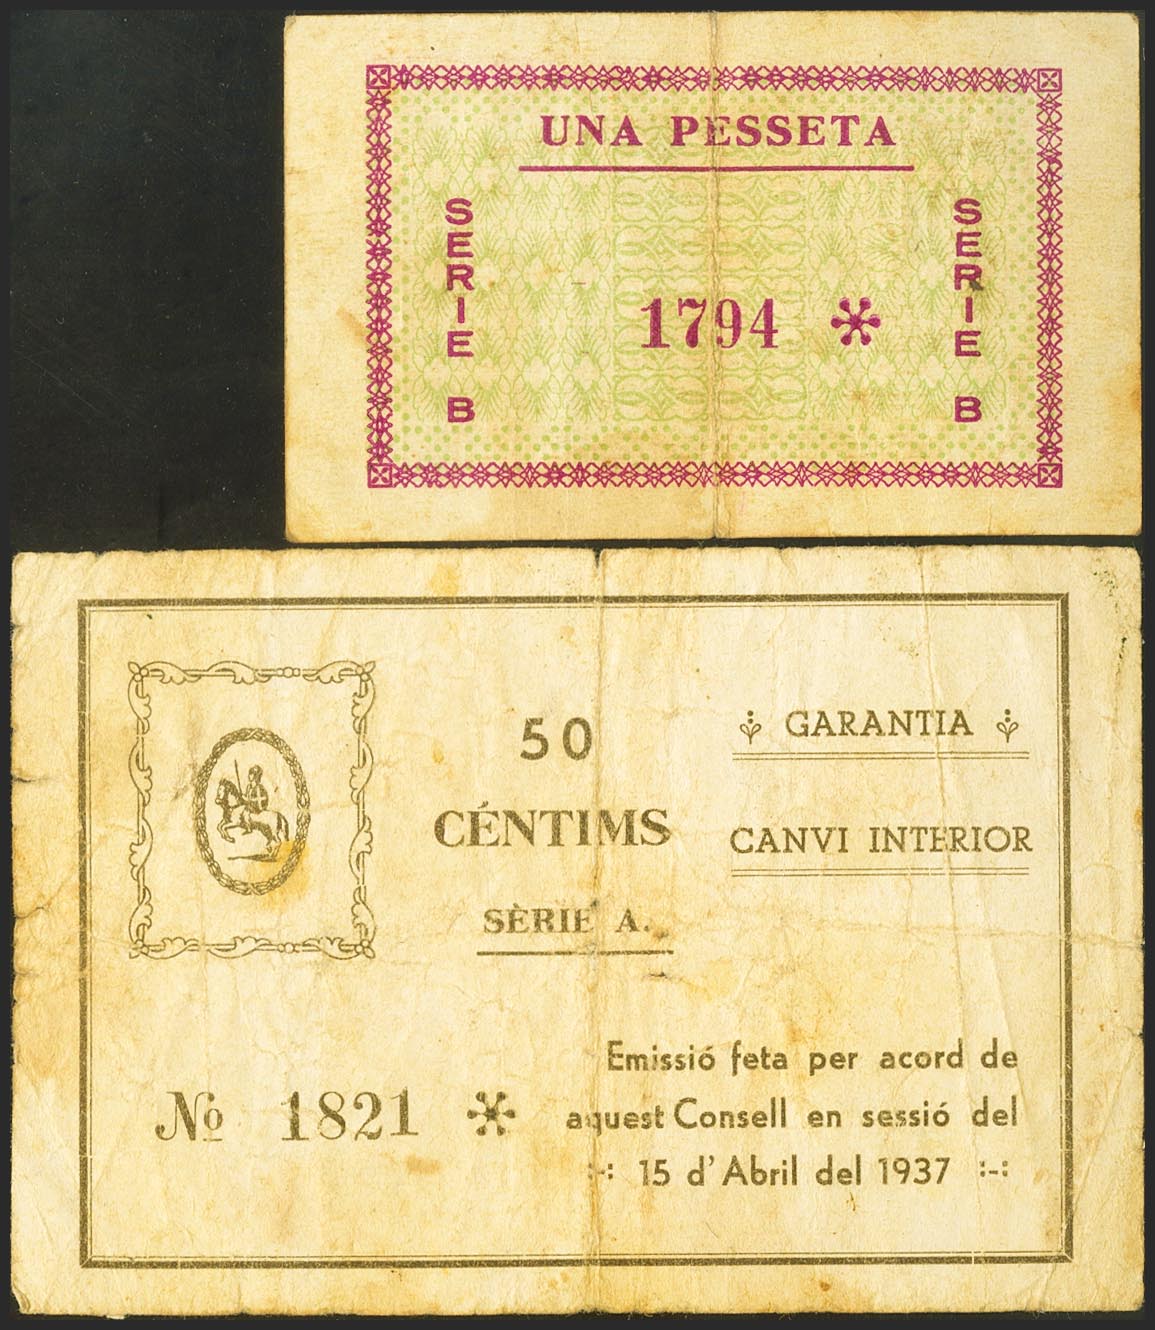 UNA PESSETA
SERIE B
1794
SERIE B
50
CÉNTIMS
SÈRIE A.
GARANTIA
CANVI INTERIOR
Nº 1821
Emissió feta per acord de
aquest Consell en sessió del
:-: 15 d'Abril del 1937 :-: